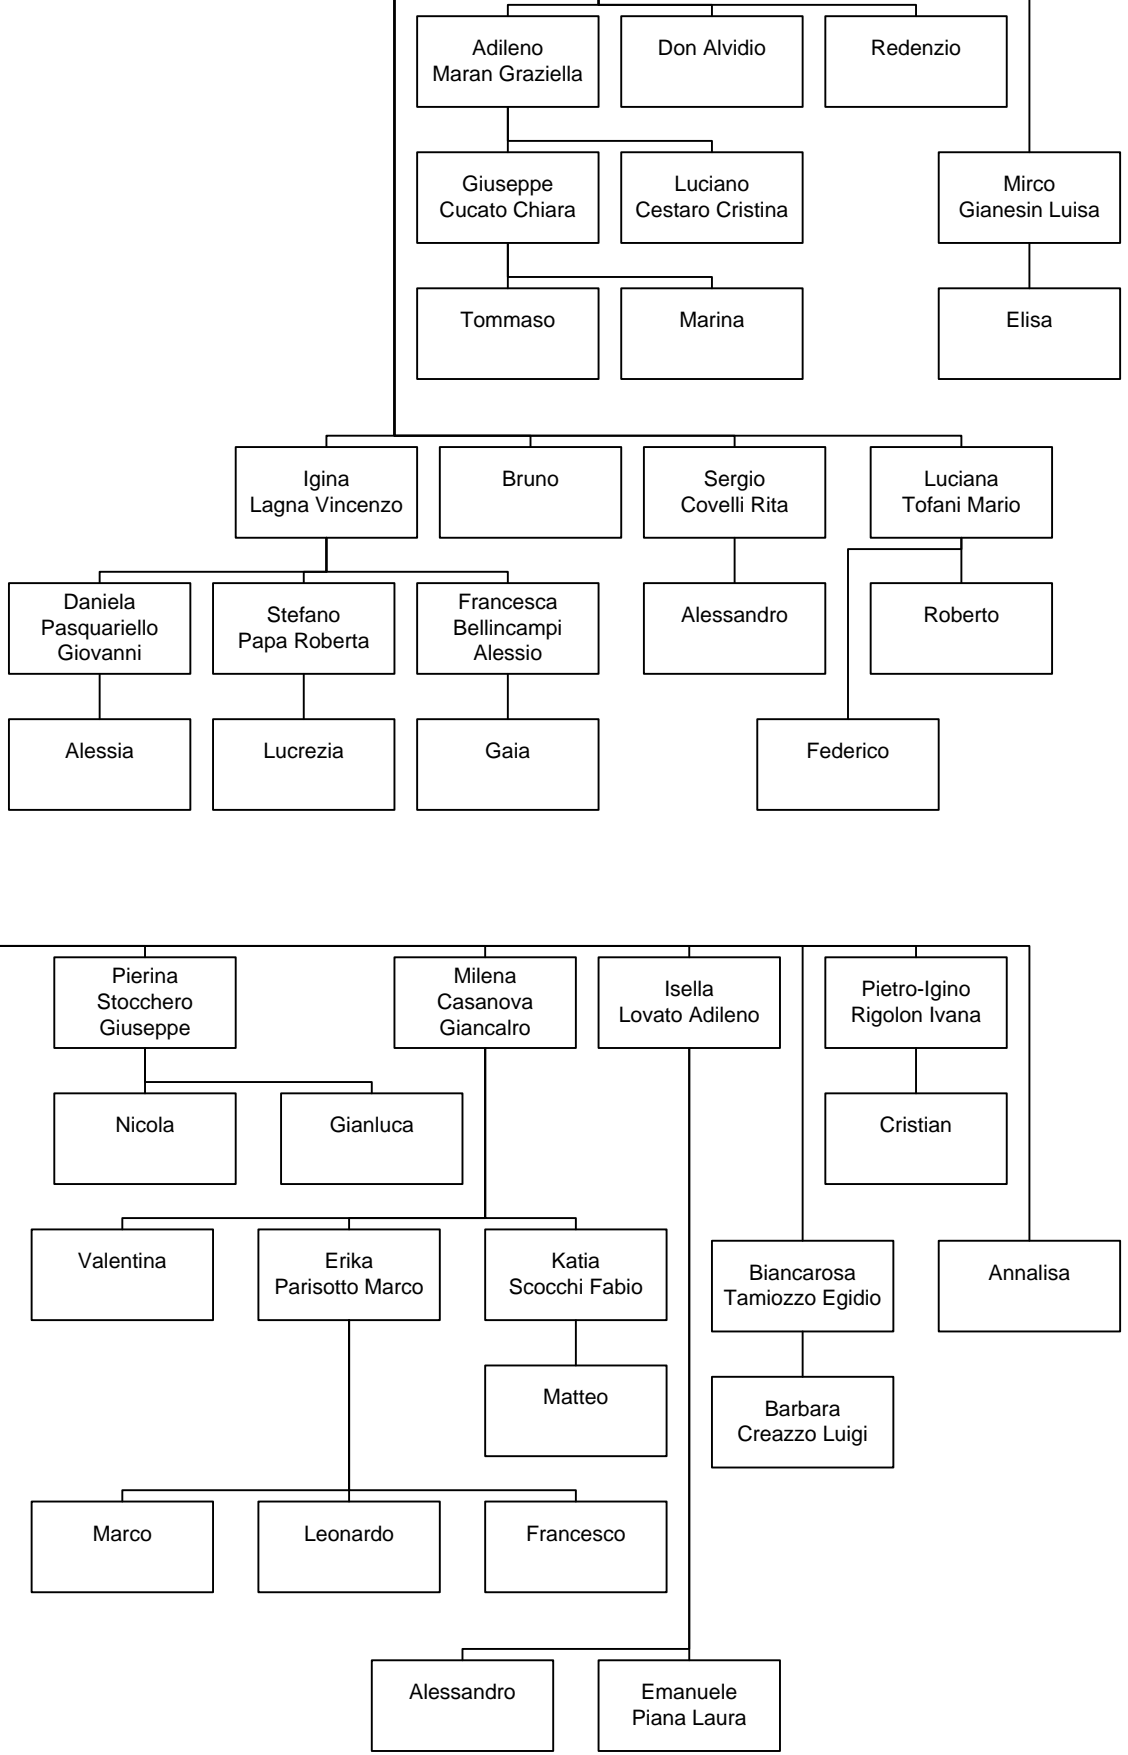 Adileno
Maran Graziella
Don Alvidio
Redenzio
Giuseppe
Cucato Chiara
Luciano
Cestaro Cristina
Mirco
Gianesin Luisa
Tommaso
Marina
Elisa
Igina
Lagna Vincenzo
Bruno
Sergio
Covelli Rita
Luciana
Tofani Mario
Daniela
Pasquariello
Giovanni
Stefano
Papa Roberta
Francesca
Bellincampi
Alessio
Alessandro
Roberto
Alessia
Lucrezia
Gaia
Federico
Pierina
Stocchero
Giuseppe
Milena
Casanova
Giancalro
Isella
Lovato Adileno
Pietro-Igino
Rigolon Ivana
Nicola
Gianluca
Cristian
Valentina
Erika
Parisotto Marco
Katia
Scocchi Fabio
Biancarosa
Tamiozzo Egidio
Annalisa
Matteo
Barbara
Creazzo Luigi
Marco
Leonardo
Francesco
Alessandro
Emanuele
Piana Laura